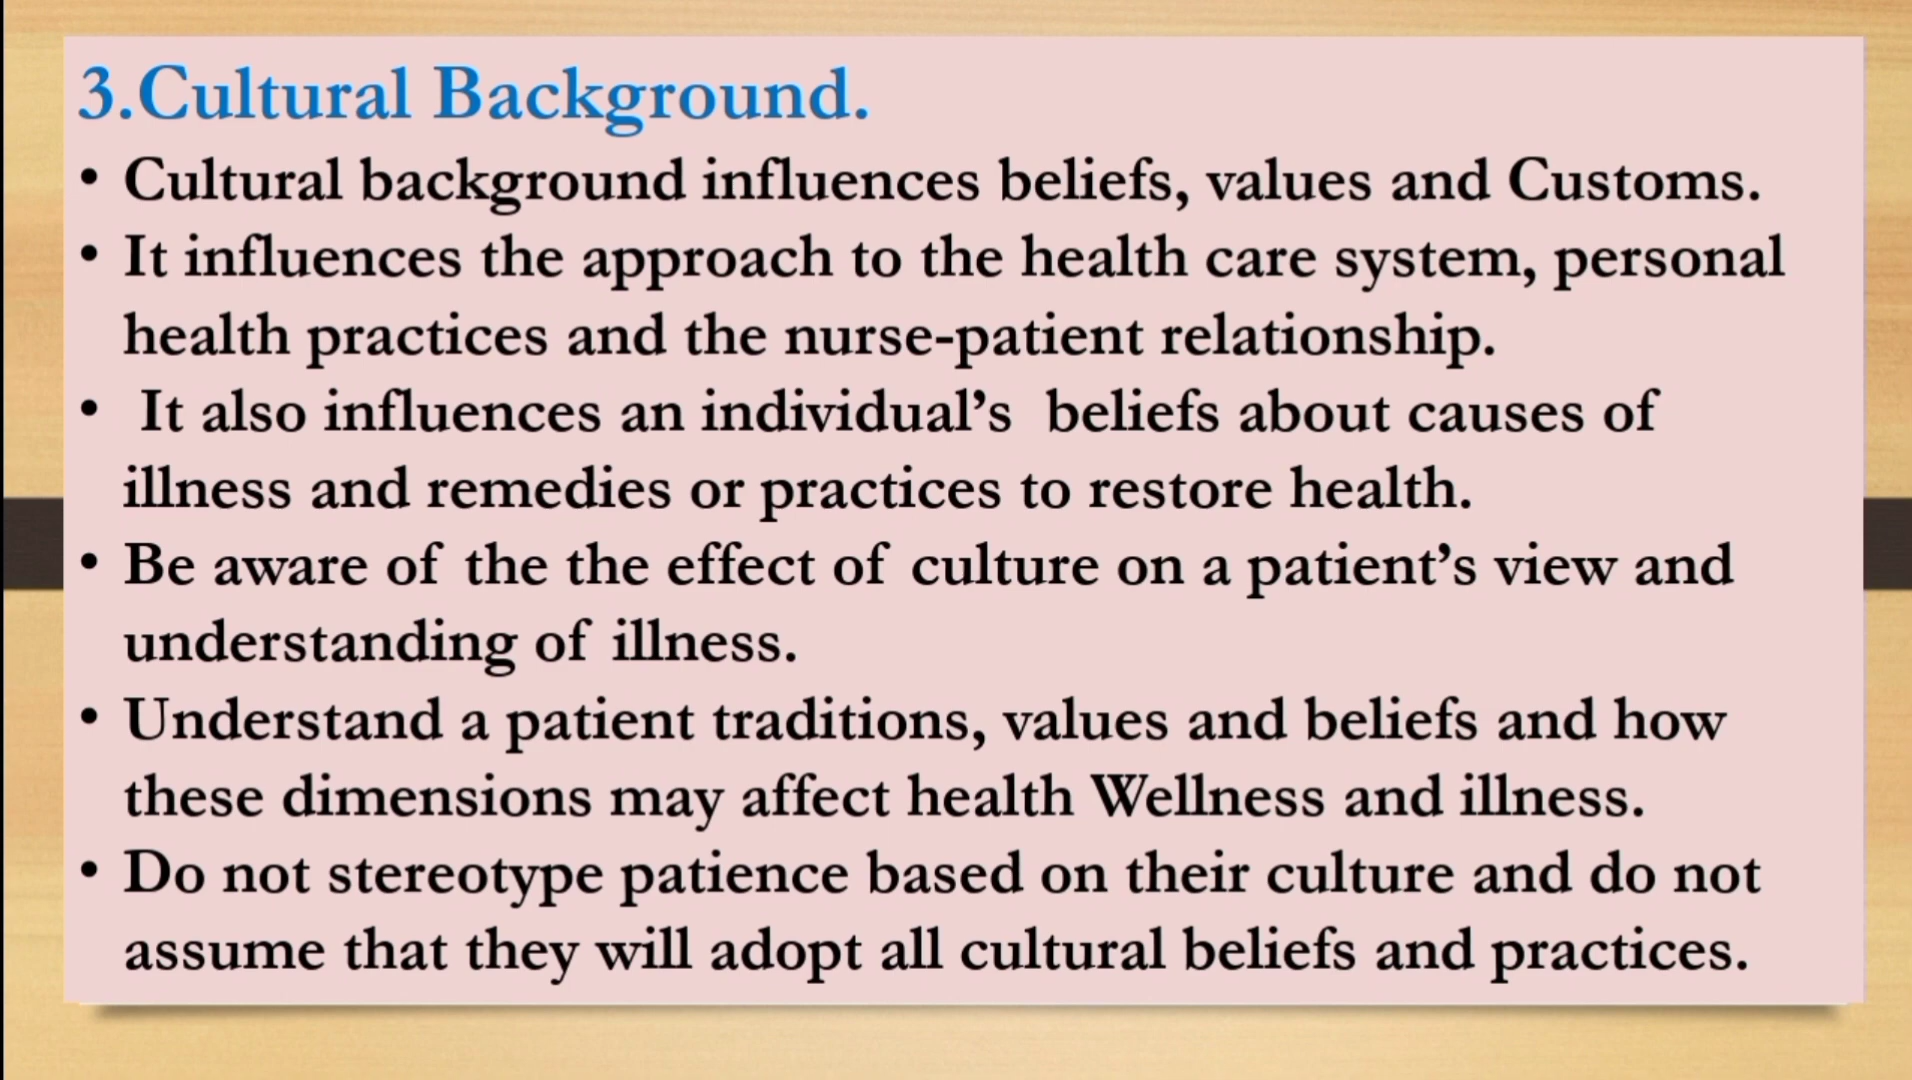 3.Cultural Background.
• Cultural background influences beliefs, values and Customs.
• It influences the approach to the health care system, personal
health practices and the nurse-patient relationship.
• It also influences an individual’s beliefs about causes of
illness and remedies or practices to restore health.
• Be aware of the the effect of culture on a patient’s view and
understanding of illness.
• Understand a patient traditions, values and beliefs and how
these dimensions may affect health Wellness and illness.
• Do not stereotype patience based on their culture and do not
assume that they will adopt all cultural beliefs and practices.